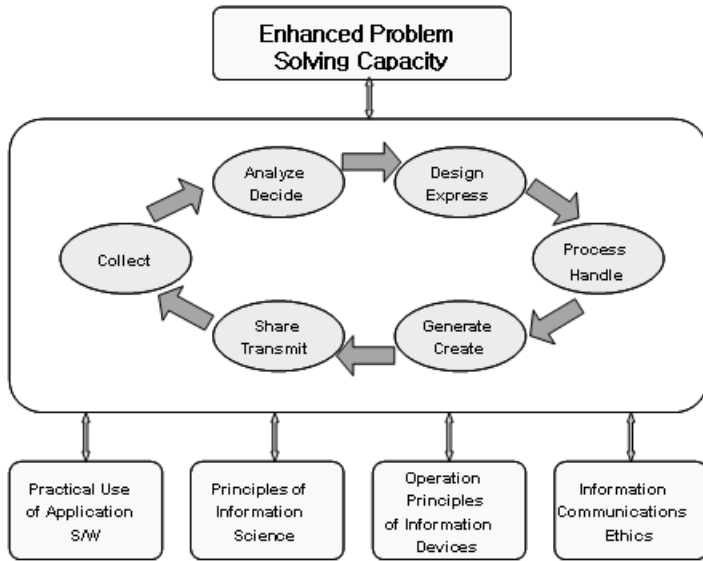 Enhanced Problem
Solving Capacity
Analyze
Decide
Design
Express
Collect
Process
Handle
Share
Transmit
Generate
Create
Practical Use
of Application
S/W
Principles of
Information
Science
Operation
Principles
of Information
Devices
Information
Communications
Ethics